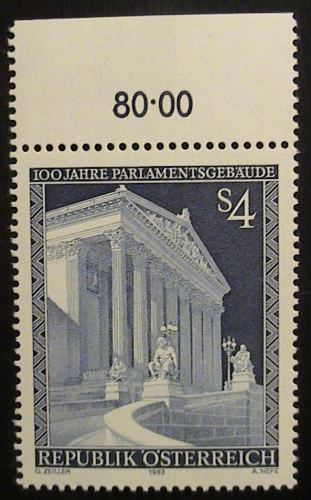 80·00
100 JAHRE PARLAMENTSGEBÄUDE
S4
REPUBLIK ÖSTERREICH
O. ZEILLER 1983 A. NEFE